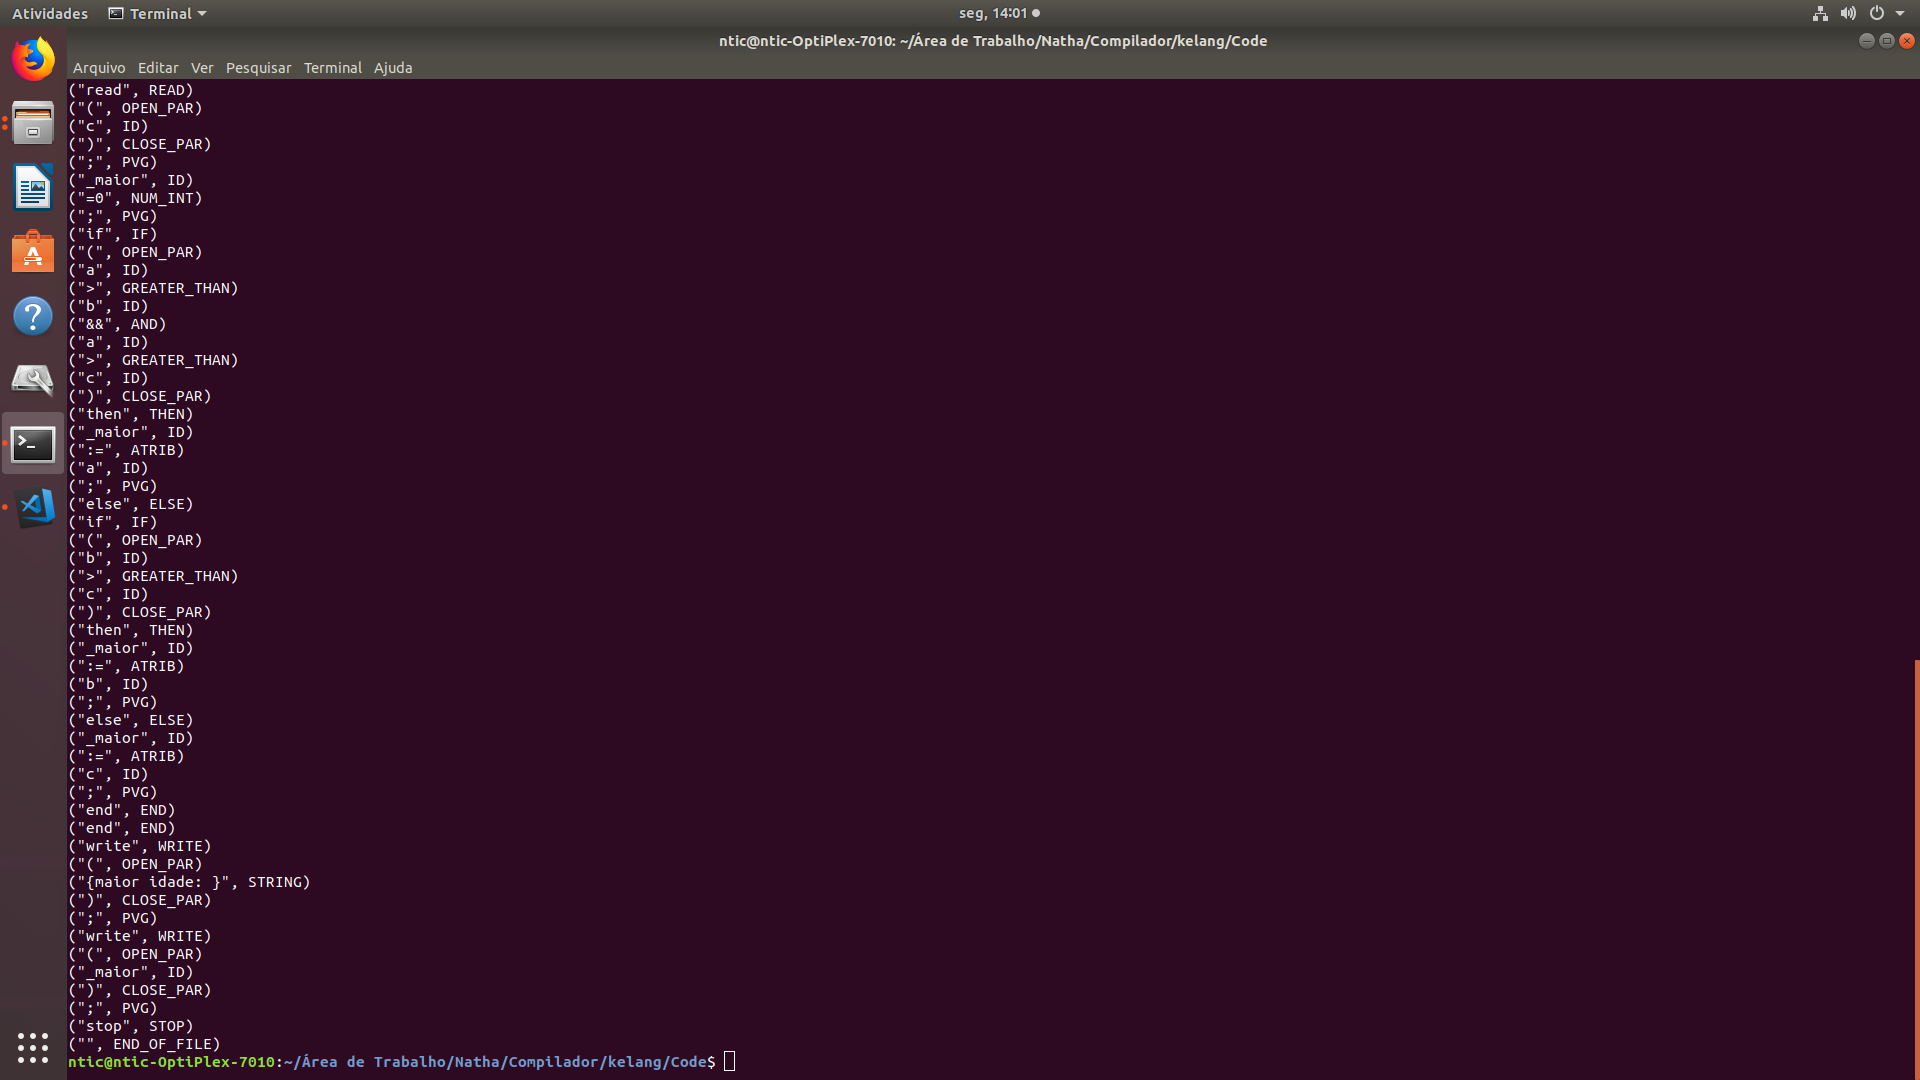 Atividades
Terminal
seg, 14:01
ntic@ntic-OptiPlex-7010: ~/Área de Trabalho/Natha/Compilador/kelang/Code
Arquivo Editar Ver Pesquisar Terminal Ajuda
("read", READ)
("(", OPEN_PAR)
("c", ID)
(")", CLOSE_PAR)
(";", PVG)
("_maior", ID)
("=0", NUM_INT)
(";", PVG)
("if", IF)
("(", OPEN_PAR)
("a", ID)
(">", GREATER_THAN)
("b", ID)
("&&", AND)
("a", ID)
(">", GREATER_THAN)
("c", ID)
(")", CLOSE_PAR)
("then", THEN)
("_maior", ID)
(":=", ATRIB)
("a", ID)
(";", PVG)
("else", ELSE)
("if", IF)
("(", OPEN_PAR)
("b", ID)
(">", GREATER_THAN)
("c", ID)
(")", CLOSE_PAR)
("then", THEN)
("_maior", ID)
(":=", ATRIB)
("b", ID)
(";", PVG)
("else", ELSE)
("_maior", ID)
(":=", ATRIB)
("c", ID)
(";", PVG)
("end", END)
("end", END)
("write", WRITE)
("(", OPEN_PAR)
("{maior idade: }", STRING)
(")", CLOSE_PAR)
(";", PVG)
("write", WRITE)
("(", OPEN_PAR)
("_maior", ID)
(")", CLOSE_PAR)
(";", PVG)
("stop", STOP)
("", END_OF_FILE)
ntic@ntic-OptiPlex-7010:~/Área de Trabalho/Natha/Compilador/kelang/Code$